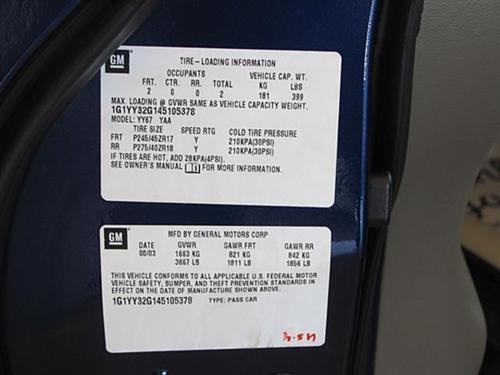 GM
TIRE-LOADING INFORMATION
OCCUPANTS VEHICLE CAP. WT.
FRT. CTR. RR. TOTAL KG LBS
2 0 0 2 181 399
MAX. LOADING @ GVWR SAME AS VEHICLE CAPACITY WEIGHT.
1G1YY32G145105378
MODEL: YY67 YAA
TIRE SIZE SPEED RTG COLD TIRE PRESSURE
FRT P245/45ZR17 Y 210KPA(30PSI)
RR P275/40ZR18 Y 210KPA(30PSI)
IF TIRES ARE HOT, ADD 28KPA(4PSI).
SEE OWNER'S MANUAL FOR MORE INFORMATION.
GM
MFD BY GENERAL MOTORS CORP
DATE GVWR GAWR FRT GAWR RR
08/03 1663 KG 821 KG 842 KG
3667 LB 1811 LB 1856 LB
THIS VEHICLE CONFORMS TO ALL APPLICABLE U.S. FEDERAL MOTOR
VEHICLE SAFETY, BUMPER, AND THEFT PREVENTION STANDARDS IN
EFFECT ON THE DATE OF MANUFACTURE SHOWN ABOVE.
1G1YY32G145105378 TYPE: PASS CAR